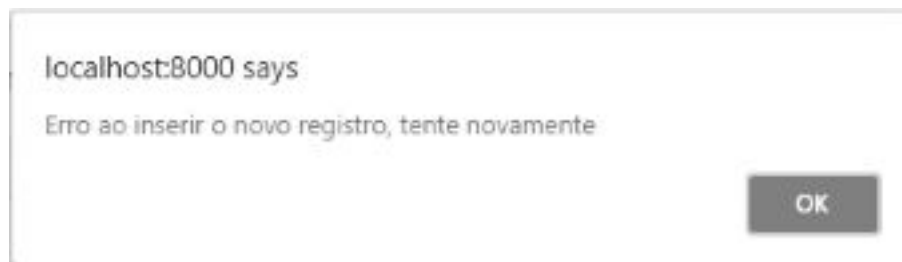 localhost:8000 says
Erro ao inserir o novo registro, tente novamente
OK